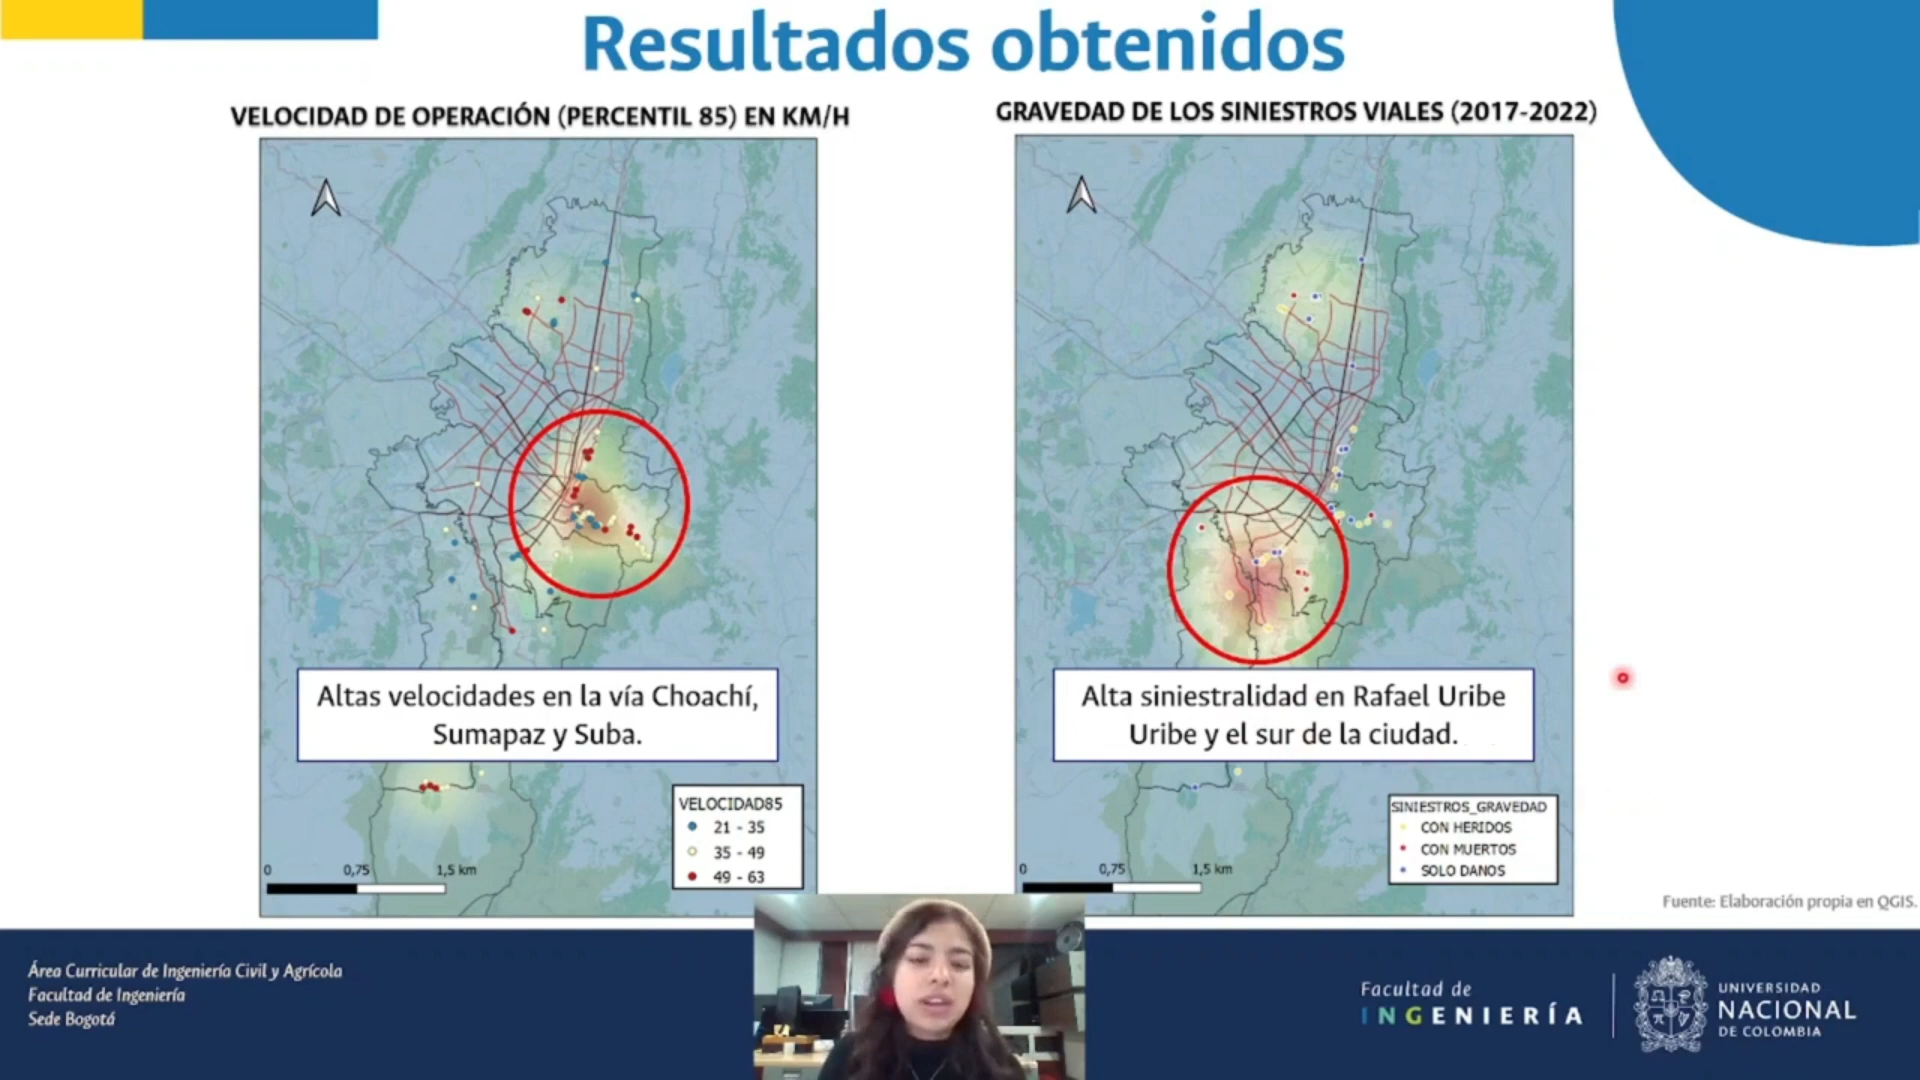 Resultados obtenidos
VELOCIDAD DE OPERACIÓN (PERCENTIL 85) EN KM/H
GRAVEDAD DE LOS SINIESTROS VIALES (2017-2022)
Altas velocidades en la vía Choachí,
Sumapaz y Suba.
Alta siniestralidad en Rafael Uribe
Uribe y el sur de la ciudad.
VELOCIDAD85
21 - 35
35 - 49
49 - 63
0 0,75 1,5 km
SINIESTROS_GRAVEDAD
CON HERIDOS
CON MUERTOS
SOLO DANOS
0 0,75 1,5 km
Fuente: Elaboración propia en QGIS.
Área Curricular de Ingeniería Civil y Agrícola
Facultad de Ingeniería
Sede Bogotá
Facultad de
INGENIERÍA
UNIVERSIDAD
NACIONAL
DE COLOMBIA